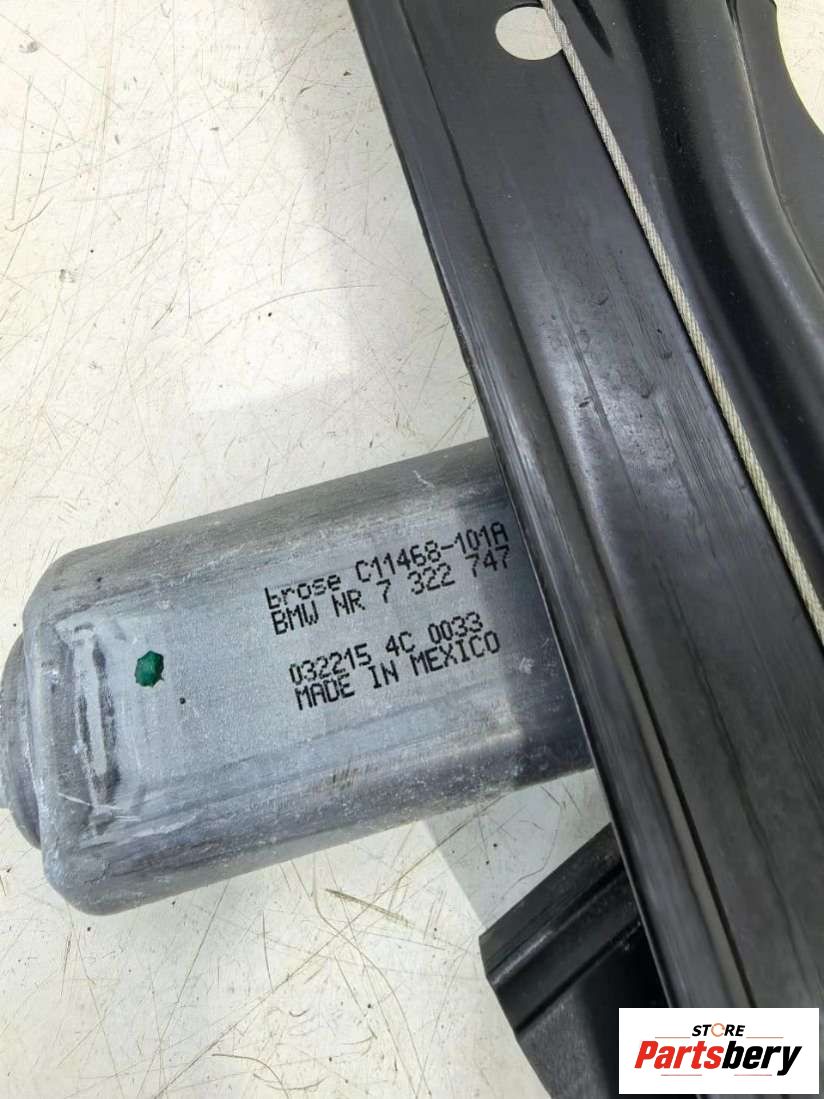 brose C11468-101A
BMW NR 7 322 747
032215 4C 0033
MADE IN MEXICO
STORE
Partsbery